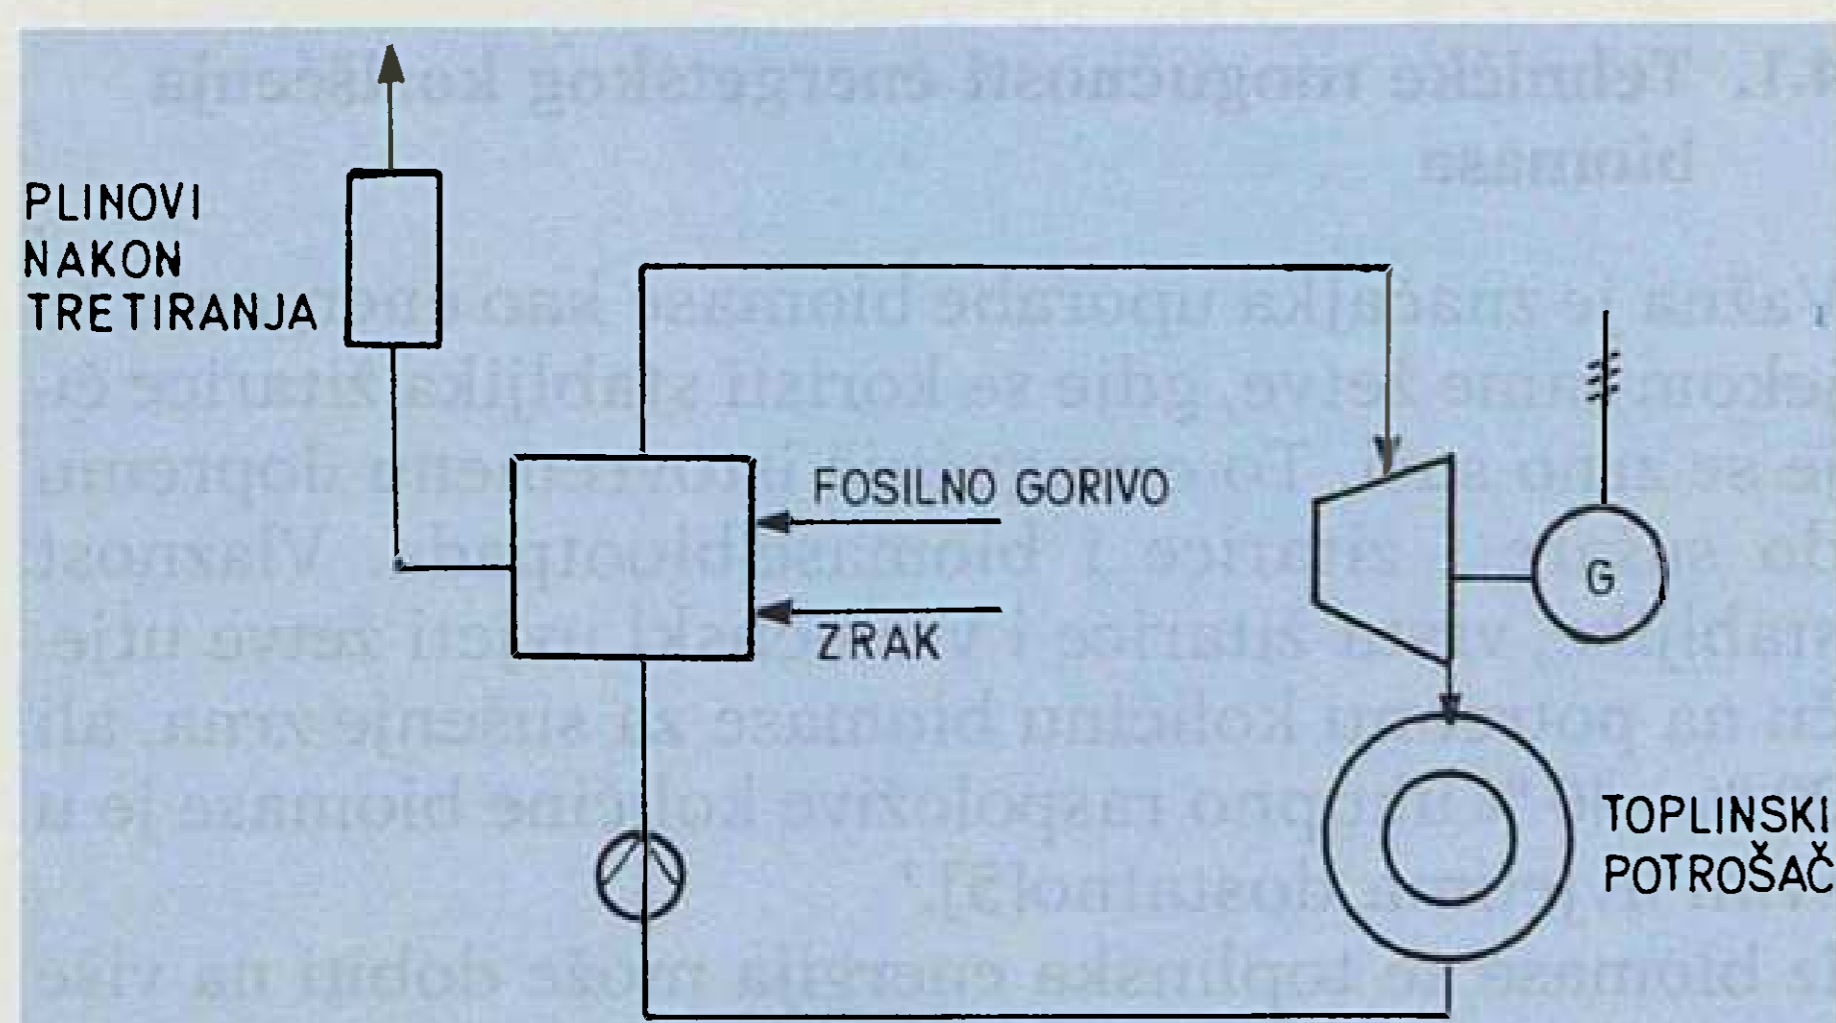 PLINOVI
NAKON
TRETIRANJA
FOSILNO GORIVO
ZRAK
G
TOPLINSKI
POTROŠAČ